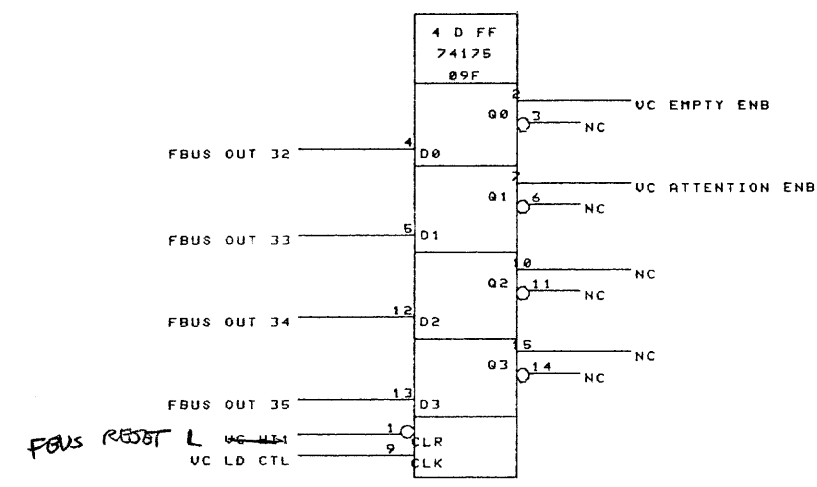 4 D FF
74175
09F
2
VC EMPTY ENB
Q0
3
NC
4
FBUS OUT 32
D0
7
VC ATTENTION ENB
Q1
6
NC
5
FBUS OUT 33
D1
10
NC
Q2
11
NC
12
FBUS OUT 34
D2
15
NC
Q3
14
NC
13
FBUS OUT 35
D3
FBUS RESET L
VC HI1
1
CLR
VC LD CTL
9
CLK